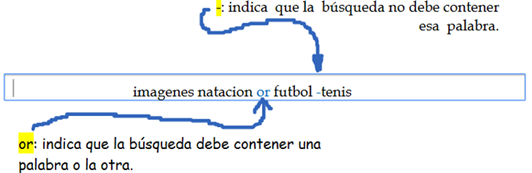 -: indica que la búsqueda no debe contener
esa palabra.
imagenes natacion or futbol -tenis
or: indica que la búsqueda debe contener una
palabra o la otra.